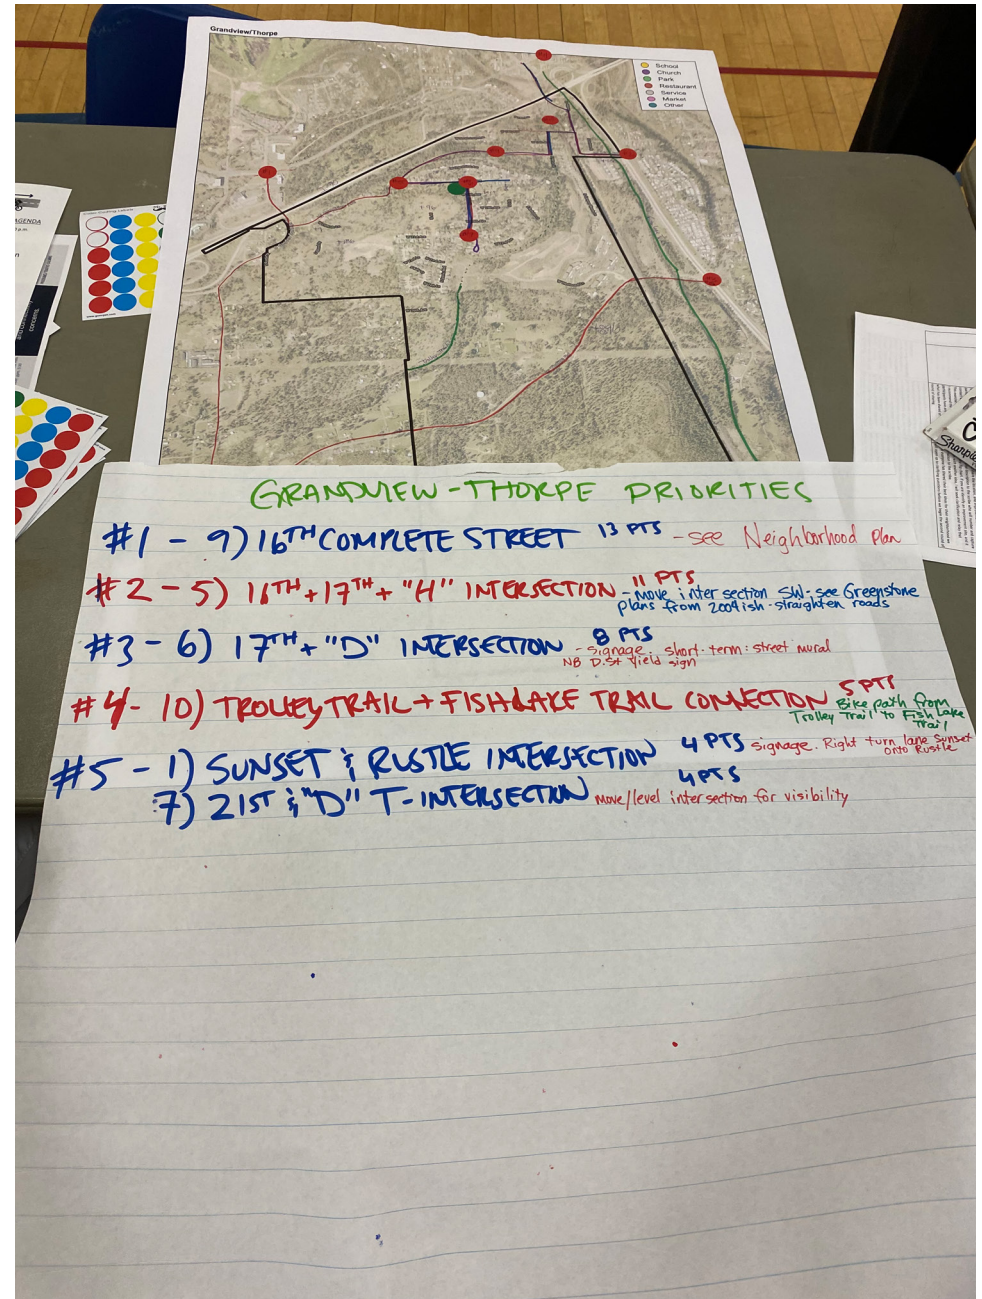 Grandview/Thorpe
School
Church
Park
Restaurant
Service
Market
Other
AGENDA
GRANDVIEW-THORPE PRIORITIES
#1 - 9) 16TH COMPLETE STREET 13 PTS - see Neighborhood Plan
#2 - 5) 16TH + 17TH + "H" INTERSECTION 11 PTS
- Move intersection SW - see Greenstone
plans from 2004ish - straighten roads
#3 - 6) 17TH + "D" INTERSECTION 8 PTS
- Signage. short-term: street mural
NB D.St Yield sign
#4 - 10) TROLLEY TRAIL + FISH LAKE TRAIL CONNECTION 5 PTS
Bike path from
Trolley Trail to Fish Lake
Trail
#5 - 1) SUNSET & RUSTLE INTERSECTION 4 PTS signage. Right turn lane Sunset
onto Rustle
7) 21ST & "D" T-INTERSECTION 4 PTS
move/level intersection for visibility
Sharpie